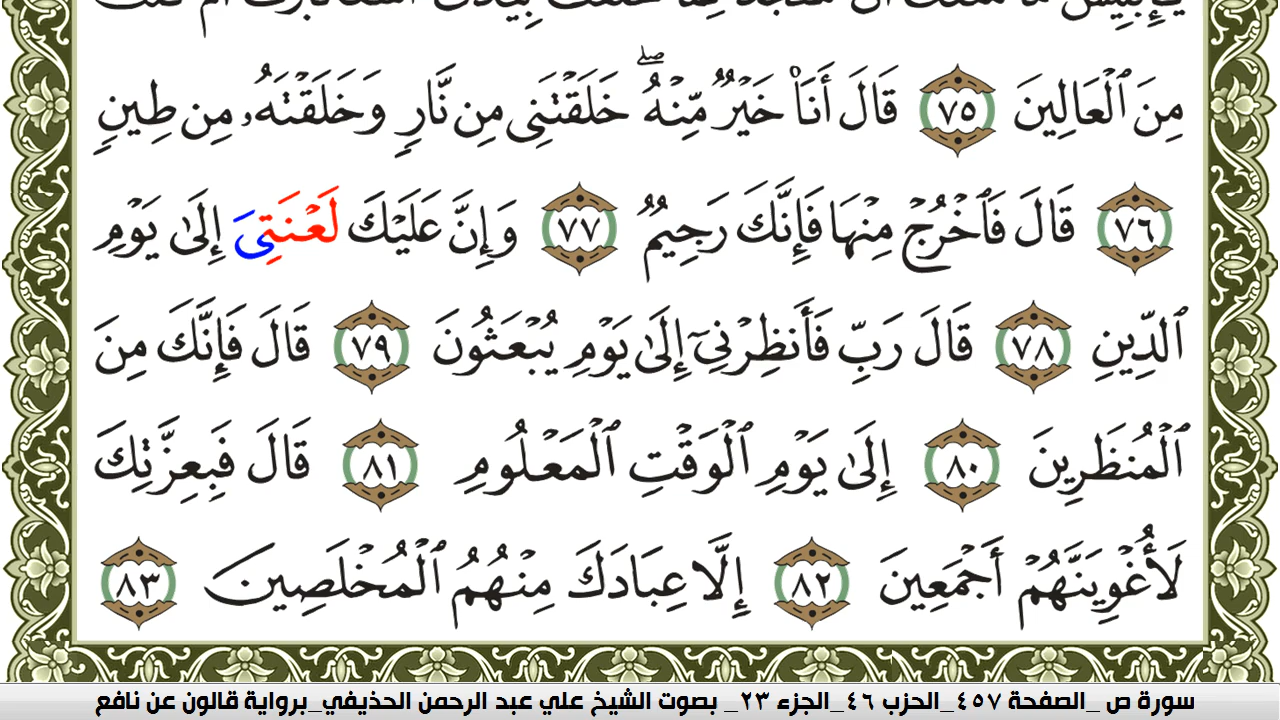 مِنَ ٱلْعَالِينَ ٧٥ قَالَ أَنَا۠ خَيْرٌ مِّنْهُۖ خَلَقْتَنِى مِن نَّارٍ وَخَلَقْتَهُۥ مِن طِينٍ
٧٦ قَالَ فَٱخْرُجْ مِنْهَا فَإِنَّكَ رَجِيمٌ ٧٧ وَإِنَّ عَلَيْكَ لَعْنَتِىَ إِلَىٰ يَوْمِ
ٱلدِّينِ ٧٨ قَالَ رَبِّ فَأَنظِرْنِىٓ إِلَىٰ يَوْمِ يُبْعَثُونَ ٧٩ قَالَ فَإِنَّكَ مِنَ
ٱلْمُنظَرِينَ ٨٠ إِلَىٰ يَوْمِ ٱلْوَقْتِ ٱلْمَعْلُومِ ٨١ قَالَ فَبِعِزَّتِكَ
لَأُغْوِيَنَّهُمْ أَجْمَعِينَ ٨٢ إِلَّا عِبَادَكَ مِنْهُمُ ٱلْمُخْلَصِينَ ٨٣
سورة ص _الصفحة ٤٥٧_الحزب ٤٦_الجزء ٢٣_ بصوت الشيخ علي عبد الرحمن الحذيفي_برواية قالون عن نافع